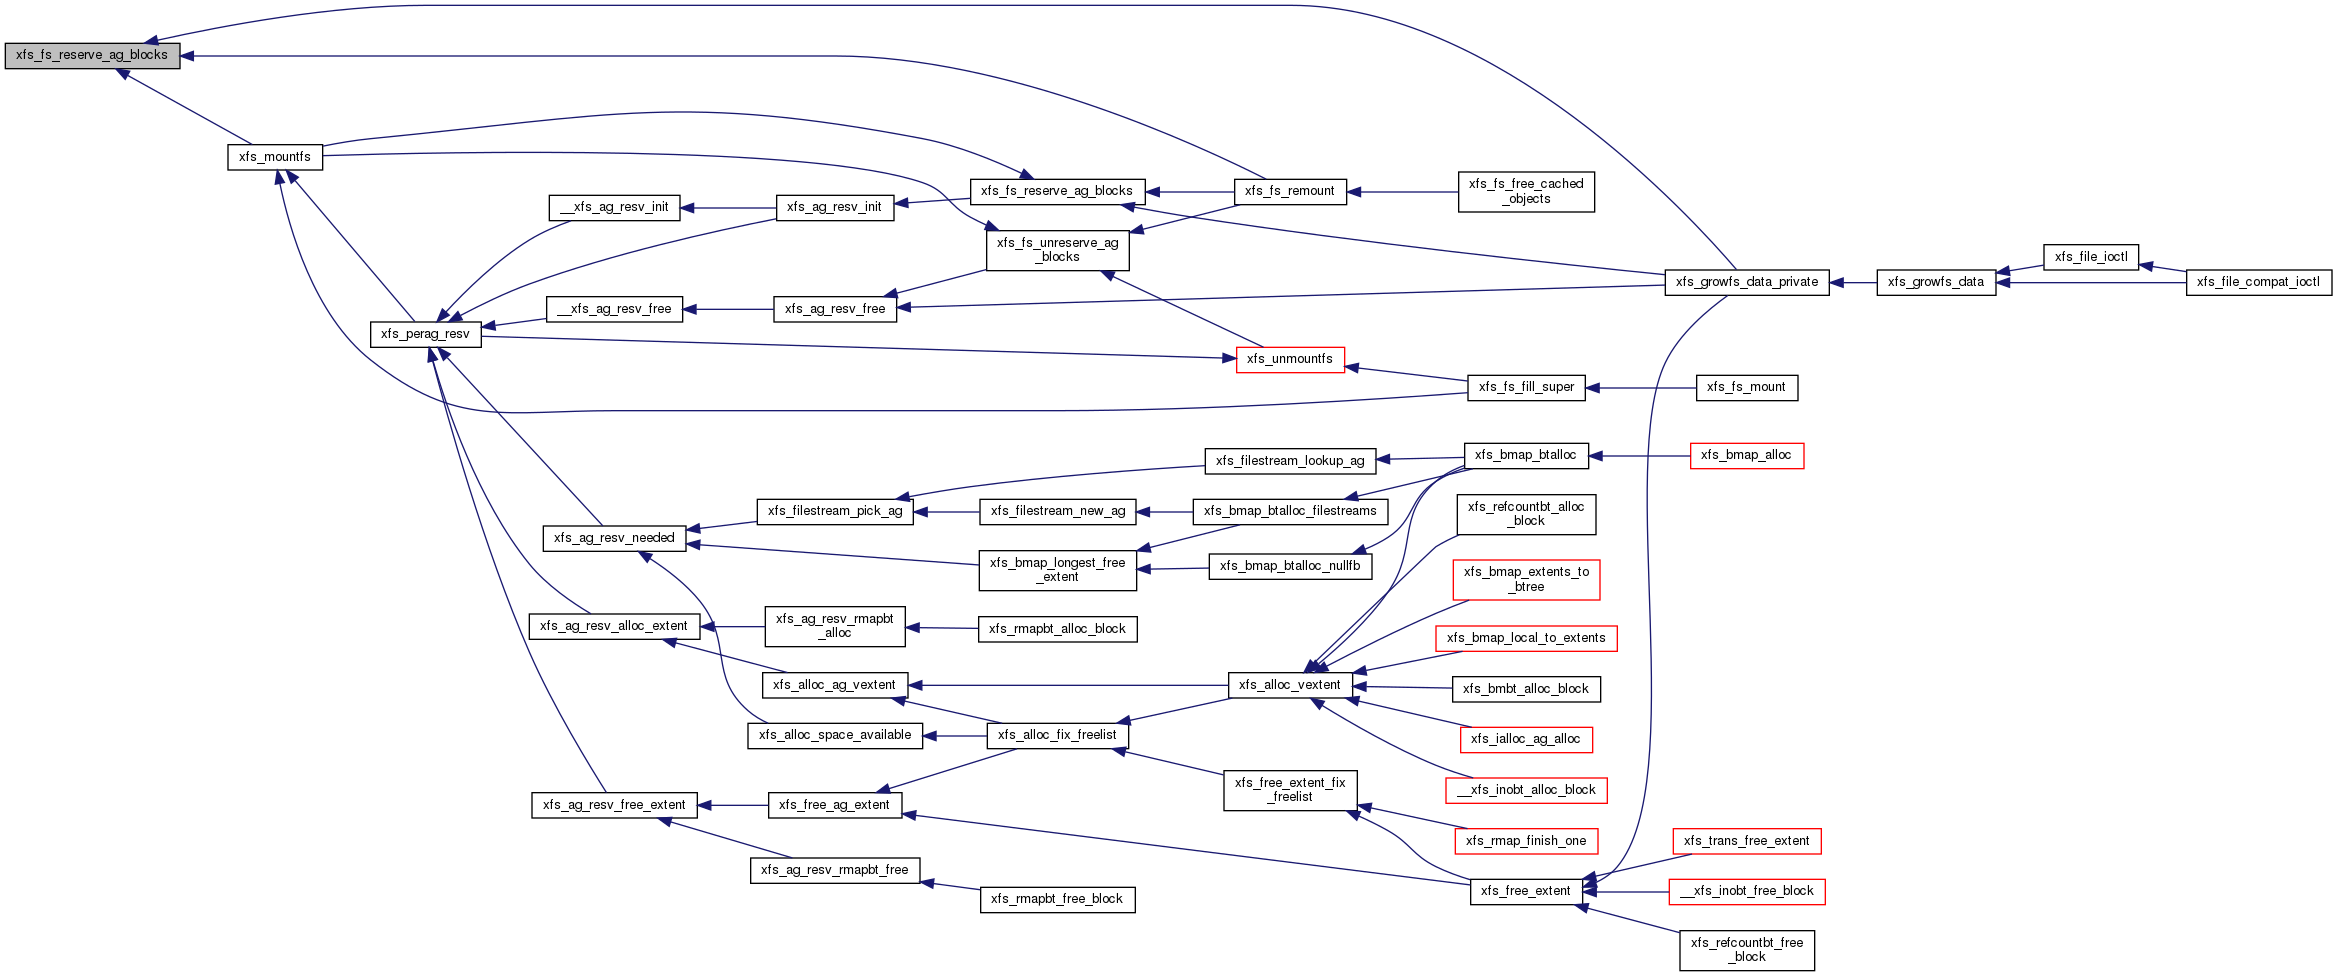 xfs_fs_reserve_ag_blocks
xfs_mountfs
xfs_perag_resv
__xfs_ag_resv_init
__xfs_ag_resv_free
xfs_ag_resv_needed
xfs_ag_resv_alloc_extent
xfs_ag_resv_free_extent
xfs_ag_resv_init
xfs_ag_resv_free
xfs_filestream_pick_ag
xfs_ag_resv_rmapbt
_alloc
xfs_alloc_ag_vextent
xfs_alloc_space_available
xfs_free_ag_extent
xfs_ag_resv_rmapbt_free
xfs_fs_reserve_ag_blocks
xfs_fs_unreserve_ag
_blocks
xfs_filestream_new_ag
xfs_bmap_longest_free
_extent
xfs_rmapbt_alloc_block
xfs_alloc_fix_freelist
xfs_rmapbt_free_block
xfs_fs_remount
xfs_unmountfs
xfs_filestream_lookup_ag
xfs_bmap_btalloc_filestreams
xfs_bmap_btalloc_nullfb
xfs_alloc_vextent
xfs_free_extent_fix
_freelist
xfs_fs_free_cached
_objects
xfs_fs_fill_super
xfs_bmap_btalloc
xfs_refcountbt_alloc
_block
xfs_bmap_extents_to
_btree
xfs_bmap_local_to_extents
xfs_bmbt_alloc_block
xfs_ialloc_ag_alloc
__xfs_inobt_alloc_block
xfs_rmap_finish_one
xfs_free_extent
xfs_growfs_data_private
xfs_fs_mount
xfs_bmap_alloc
xfs_trans_free_extent
__xfs_inobt_free_block
xfs_refcountbt_free
_block
xfs_growfs_data
xfs_file_ioctl
xfs_file_compat_ioctl